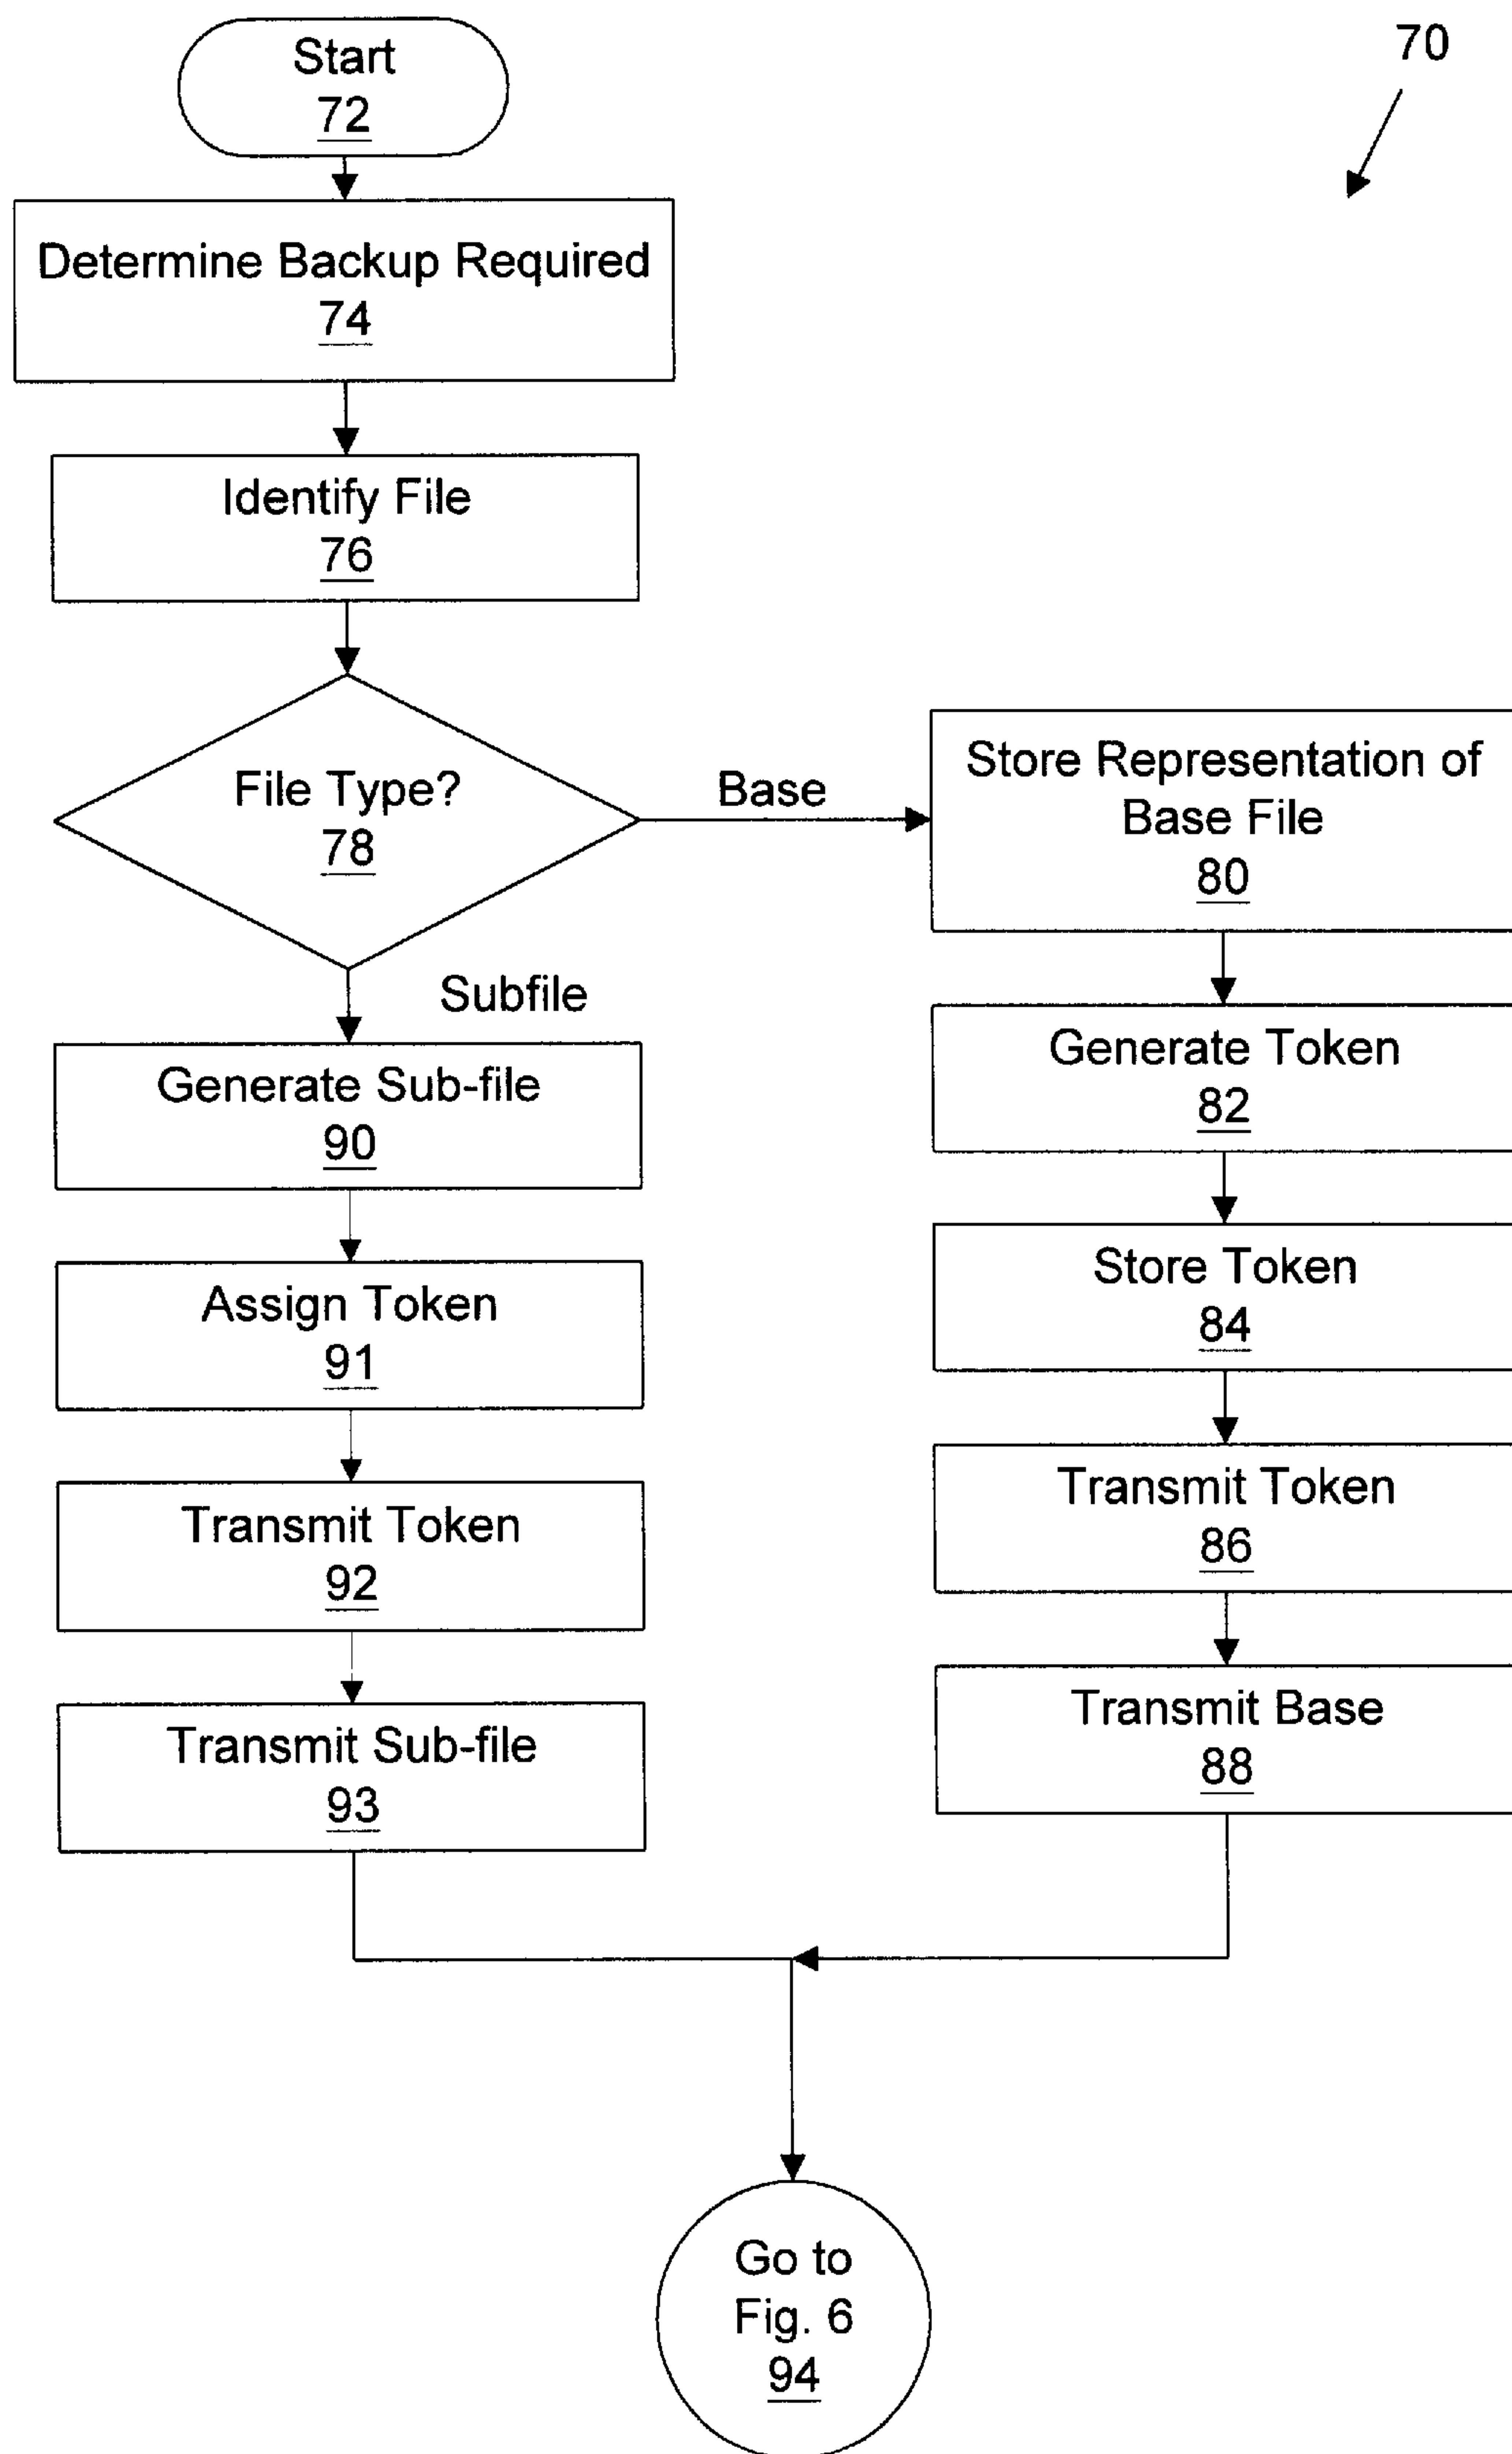 Start
72
70
Determine Backup Required
74
Identify File
76
File Type?
78
Base
Subfile
Store Representation of
Base File
80
Generate Token
82
Store Token
84
Transmit Token
86
Transmit Base
88
Generate Sub-file
90
Assign Token
91
Transmit Token
92
Transmit Sub-file
93
Go to
Fig. 6
94